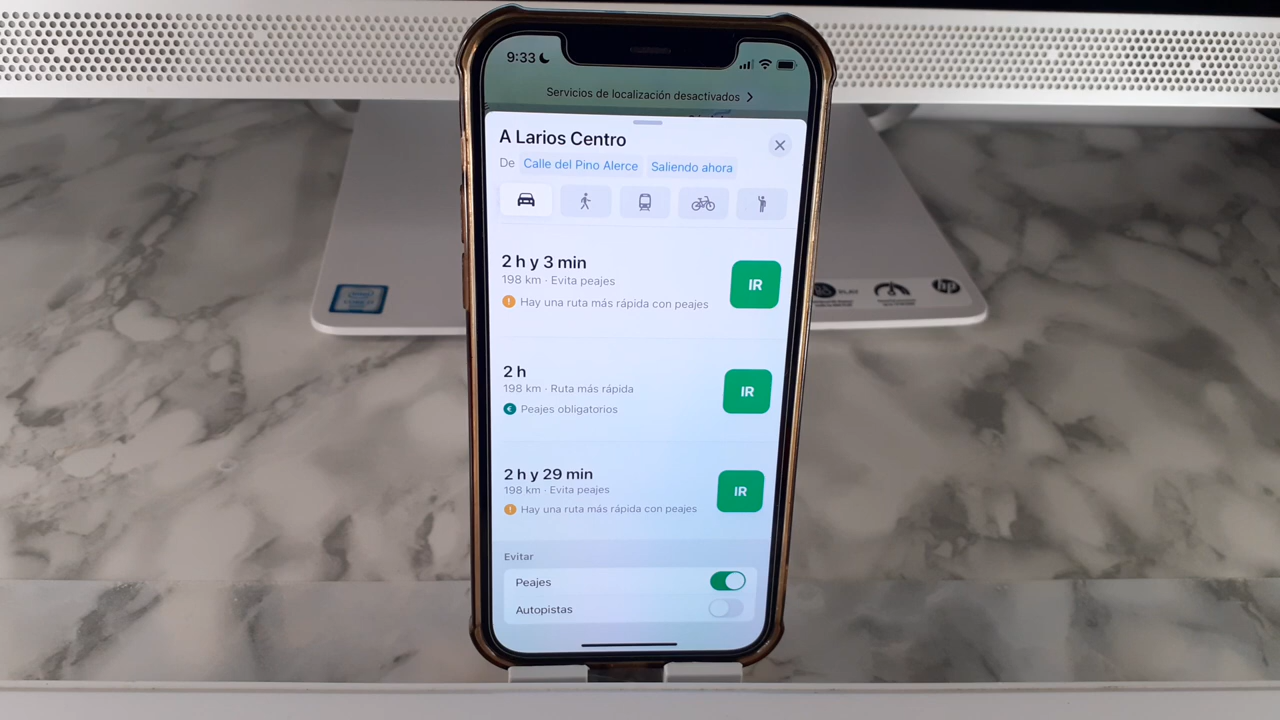 9:33
Servicios de localización desactivados
A Larios Centro
De Calle del Pino Alerce Saliendo ahora
2 h y 3 min
198 km · Evita peajes
Hay una ruta más rápida con peajes
IR
2 h
198 km · Ruta más rápida
Peajes obligatorios
IR
2 h y 29 min
198 km · Evita peajes
Hay una ruta más rápida con peajes
IR
Evitar
Peajes
Autopistas
hp